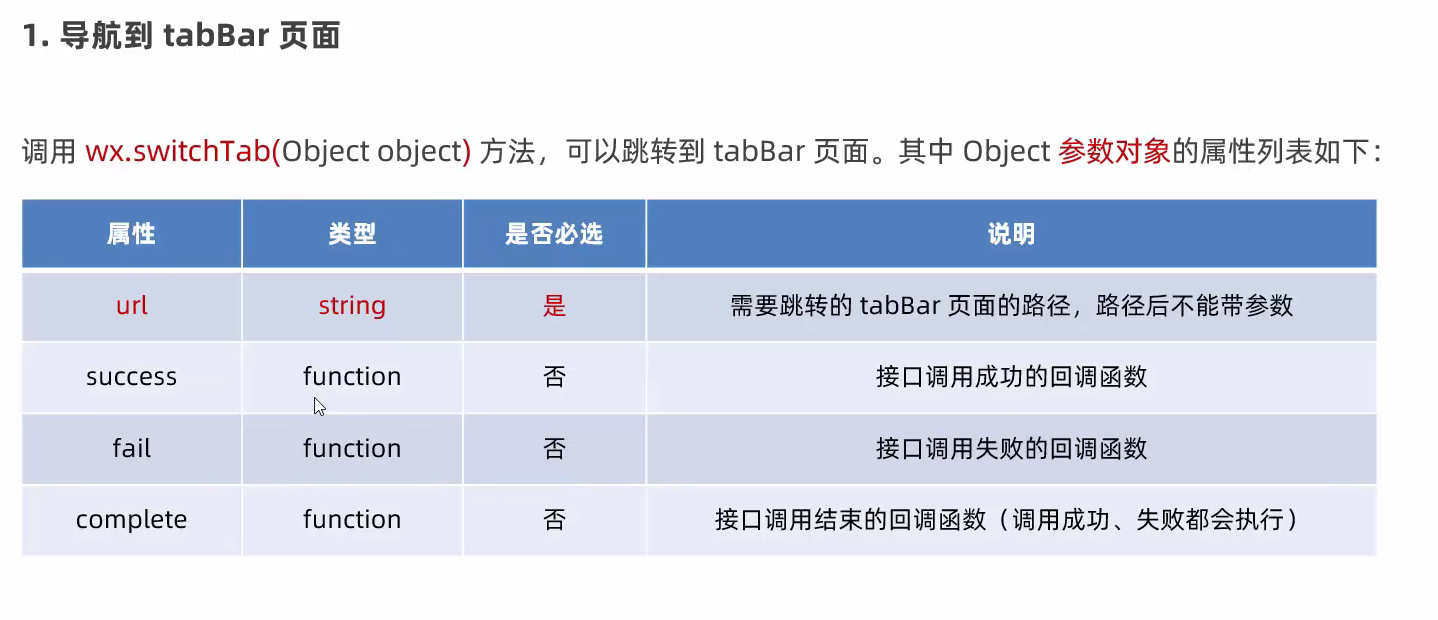 1. 导航到 tabBar 页面
调用 wx.switchTab(Object object) 方法，可以跳转到 tabBar 页面。其中 Object 参数对象的属性列表如下：
属性 类型 是否必选 说明
url string 是 需要跳转的 tabBar 页面的路径，路径后不能带参数
success function 否 接口调用成功的回调函数
fail function 否 接口调用失败的回调函数
complete function 否 接口调用结束的回调函数（调用成功、失败都会执行）